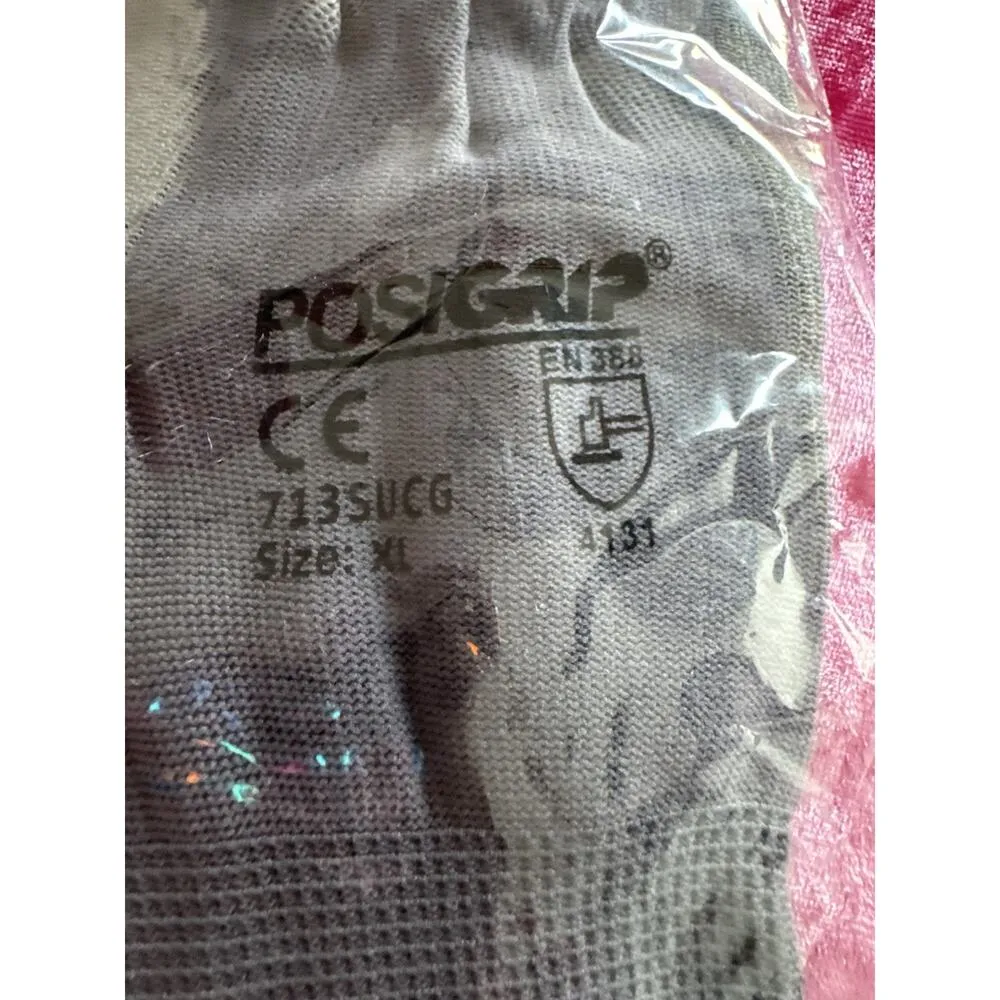 POSIGRIP®
EN 388
CE
713SUCG
Size: XL
4131